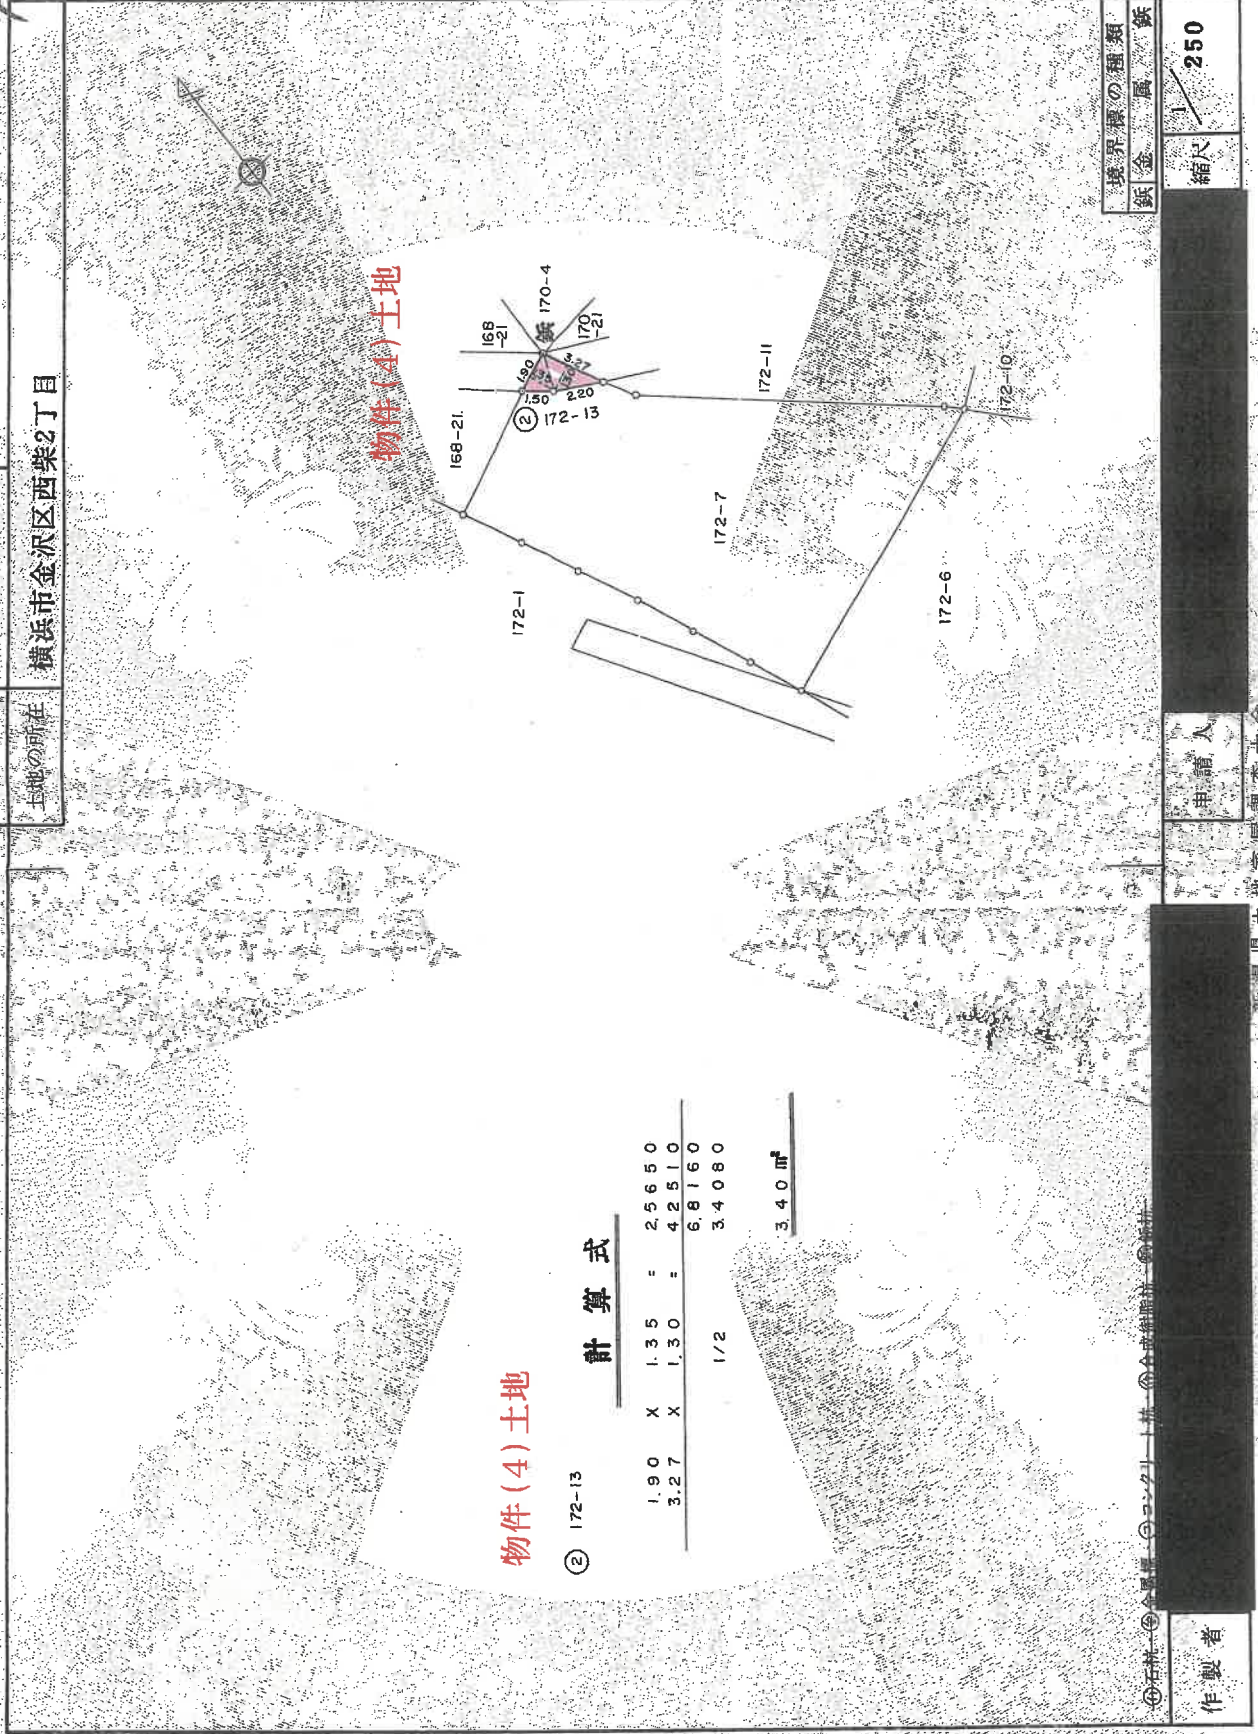 土地の所在
横浜市金沢区西柴2丁目
物件(4)土地
168-21
168
-21
鋲
170-4
170
-21
1.90
1.35
1.30
3.27
1.50
2.20
② 172-13
172-11
172-10
172-1
172-7
172-6
境界標の種類
鋲 金属鋲
縮尺
1/250
申請人
物件(4)土地
② 172-13
計算式
1.90 X 1.35 = 2.5650
3.27 X 1.30 = 4.2510
6.8160
1/2 3.4080
3.40㎡
作製者